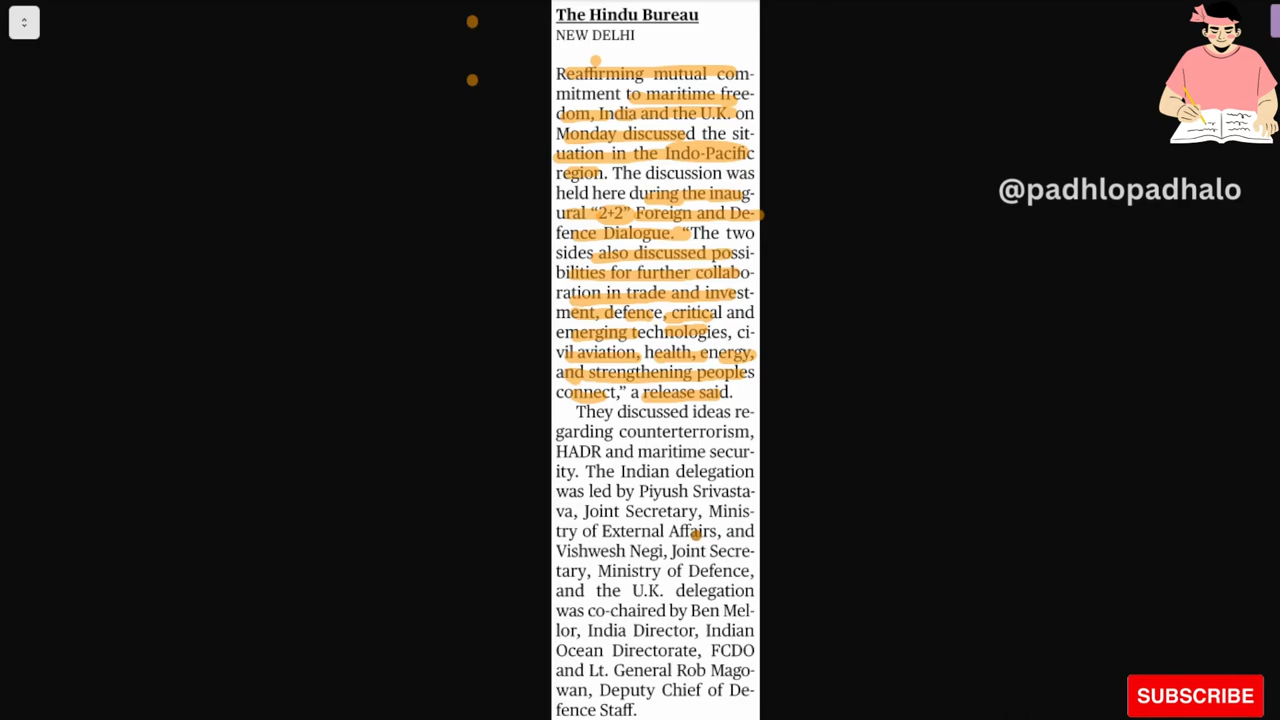 The Hindu Bureau
NEW DELHI
Reaffirming mutual com-
mitment to maritime free-
dom, India and the U.K. on
Monday discussed the sit-
uation in the Indo-Pacific
region. The discussion was
held here during the inaug-
ural “2+2” Foreign and De-
fence Dialogue. “The two
sides also discussed possi-
bilities for further collabo-
ration in trade and invest-
ment, defence, critical and
emerging technologies, ci-
vil aviation, health, energy,
and strengthening peoples
connect,” a release said.
They discussed ideas re-
garding counterterrorism,
HADR and maritime secur-
ity. The Indian delegation
was led by Piyush Srivasta-
va, Joint Secretary, Minis-
try of External Affairs, and
Vishwesh Negi, Joint Secre-
tary, Ministry of Defence,
and the U.K. delegation
was co-chaired by Ben Mel-
lor, India Director, Indian
Ocean Directorate, FCDO
and Lt. General Rob Mago-
wan, Deputy Chief of De-
fence Staff.
@padhlopadhalo
SUBSCRIBE